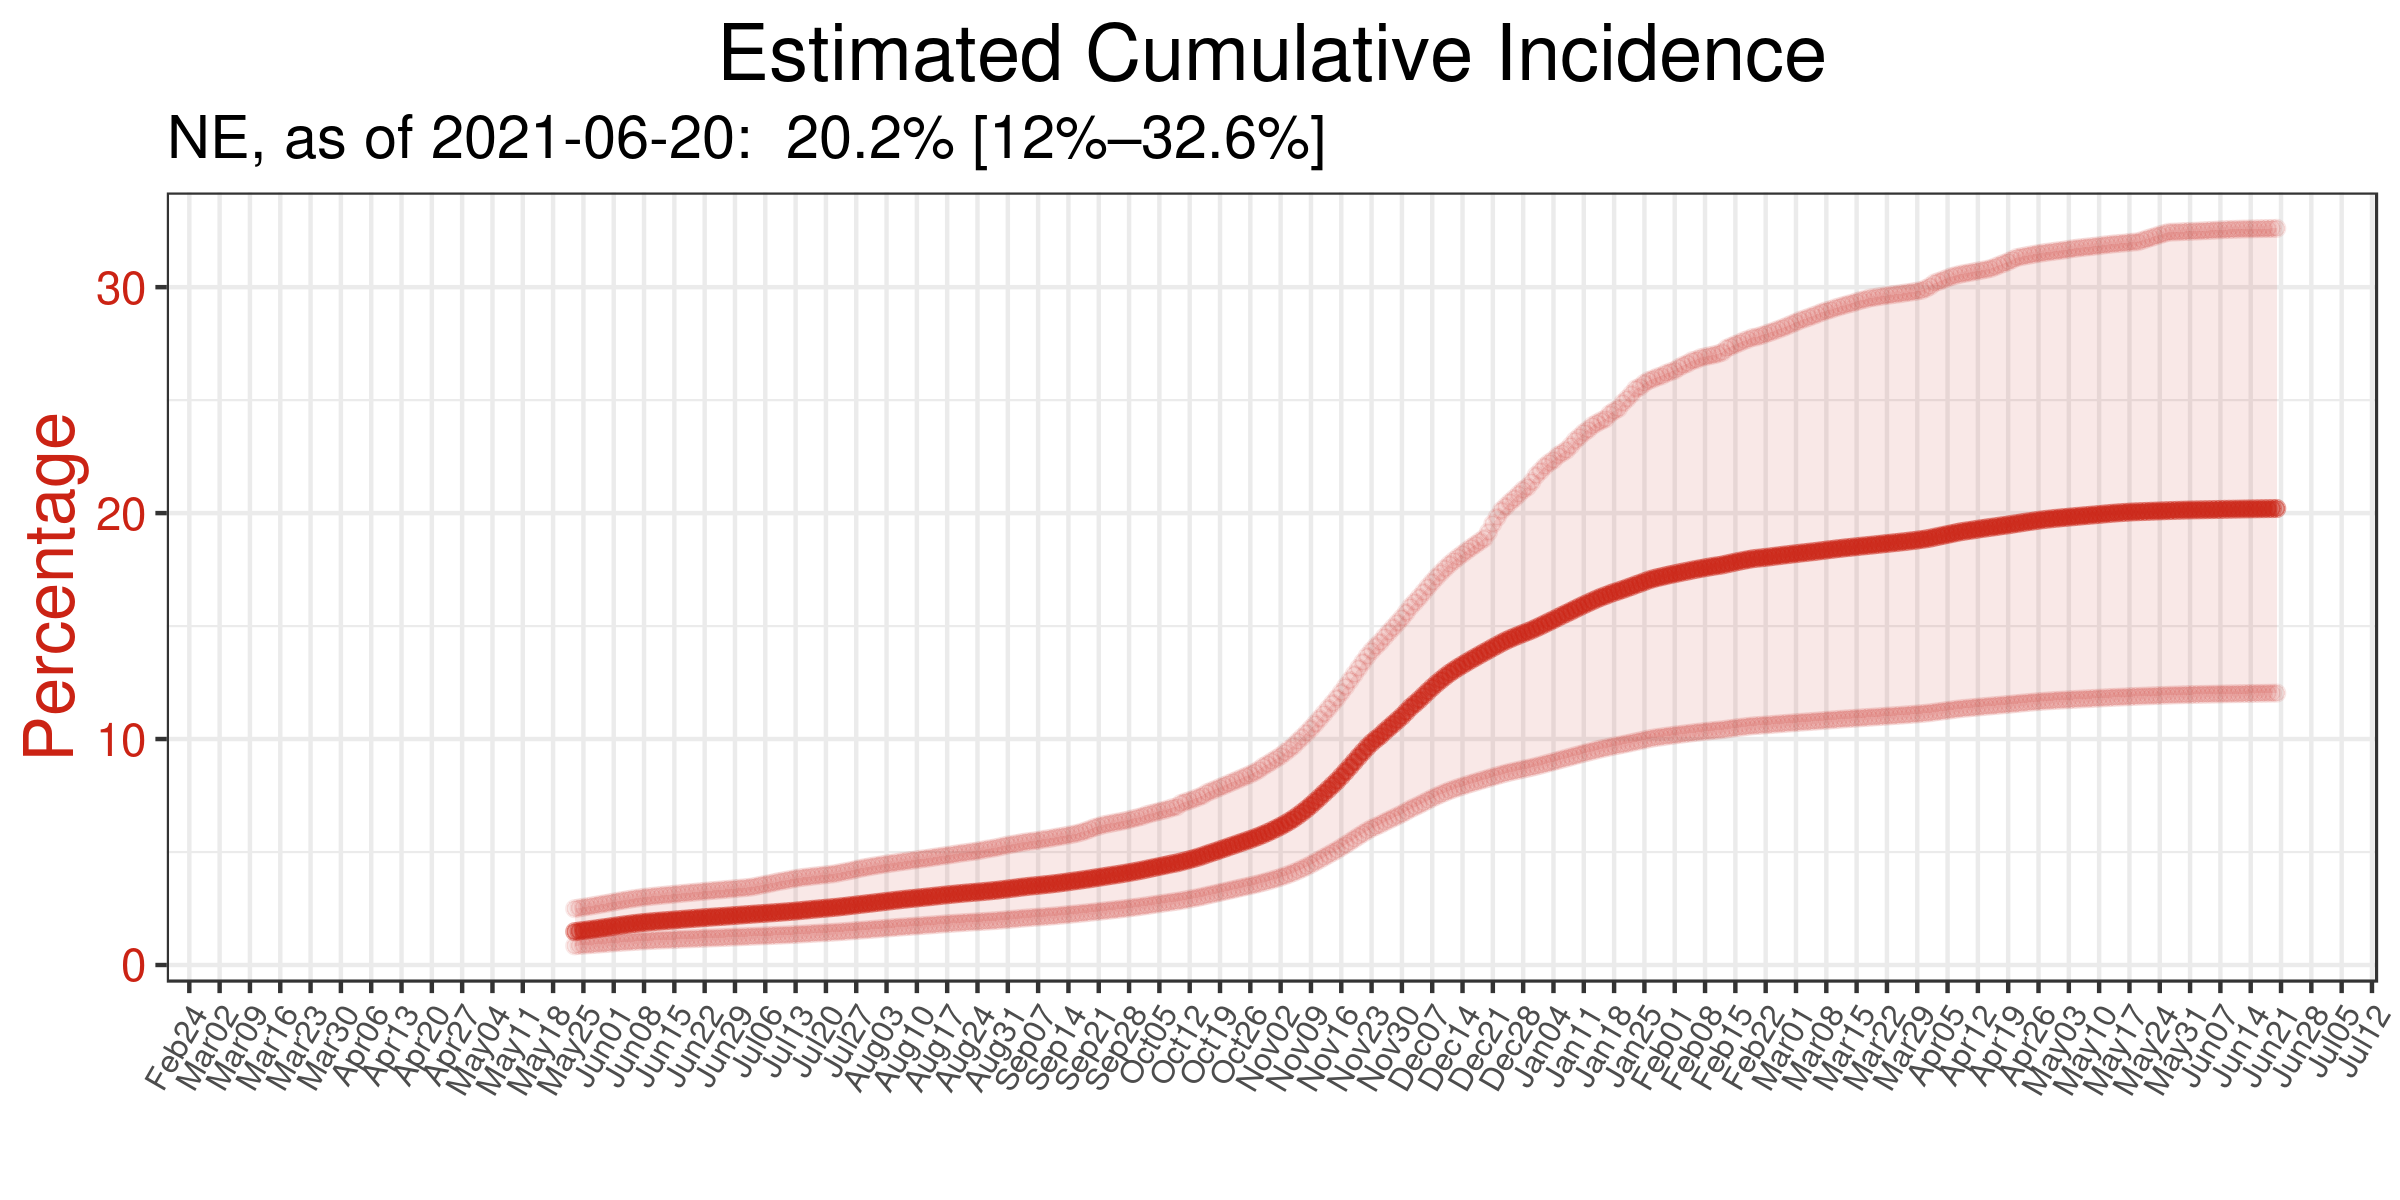 Estimated Cumulative Incidence
NE, as of 2021-06-20:  20.2% [12%–32.6%]
Percentage
30
20
10
0
Feb24
Mar02
Mar09
Mar16
Mar23
Mar30
Apr06
Apr13
Apr20
Apr27
May04
May11
May18
May25
Jun01
Jun08
Jun15
Jun22
Jun29
Jul06
Jul13
Jul20
Jul27
Aug03
Aug10
Aug17
Aug24
Aug31
Sep07
Sep14
Sep21
Sep28
Oct05
Oct12
Oct19
Oct26
Nov02
Nov09
Nov16
Nov23
Nov30
Dec07
Dec14
Dec21
Dec28
Jan04
Jan11
Jan18
Jan25
Feb01
Feb08
Feb15
Feb22
Mar01
Mar08
Mar15
Mar22
Mar29
Apr05
Apr12
Apr19
Apr26
May03
May10
May17
May24
May31
Jun07
Jun14
Jun21
Jun28
Jul05
Jul12